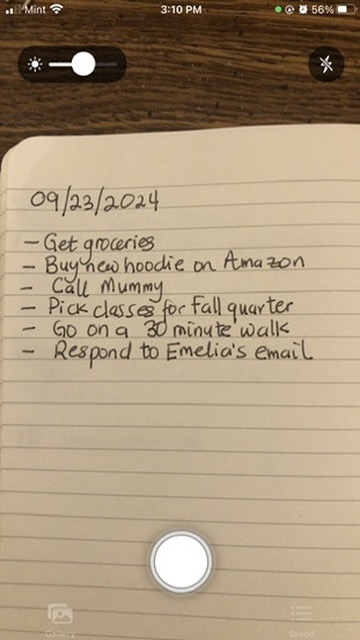 Mint
3:10 PM
56%
09/23/2024
- Get groceries
- Buy new hoodie on Amazon
- Call Mummy
- Pick classes for Fall quarter
- Go on a 30 minute walk
- Respond to Emelia's email
Gallery
Saved